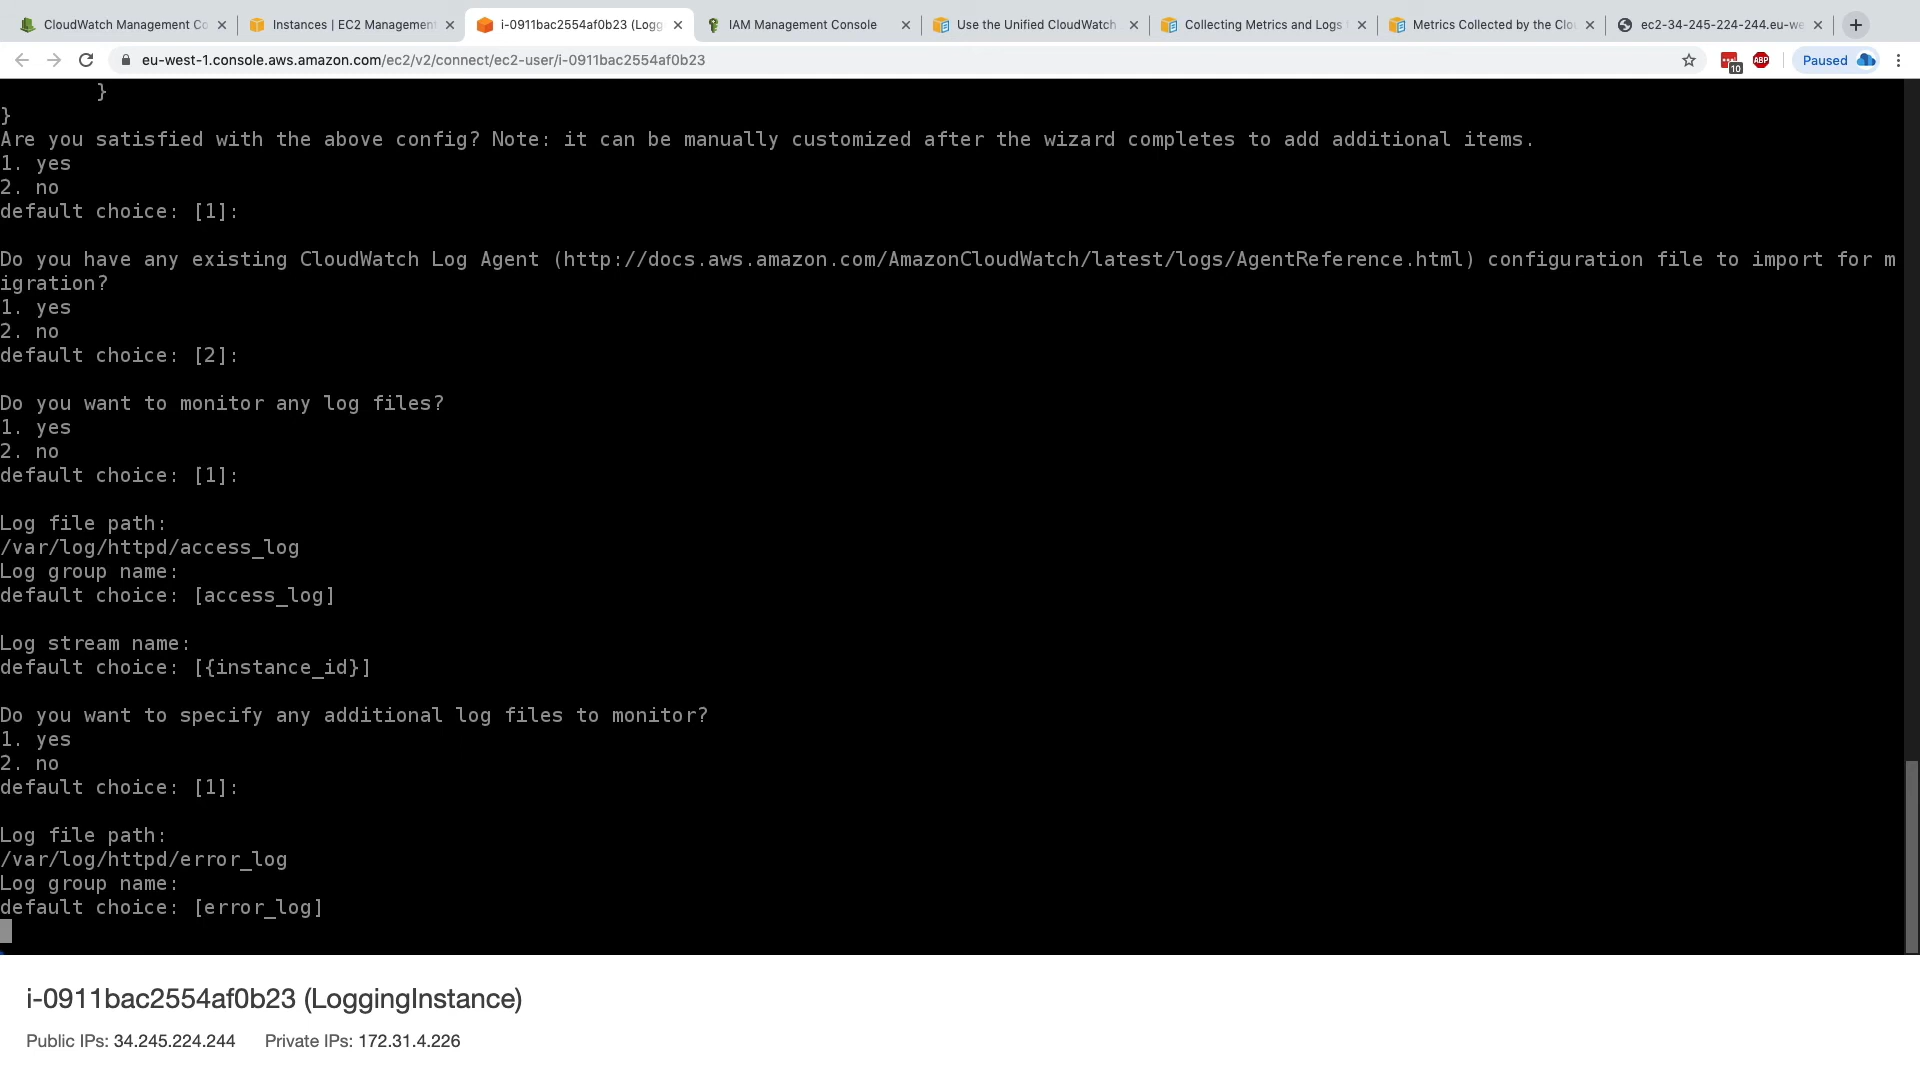 CloudWatch Management Co
Instances | EC2 Management
i-0911bac2554af0b23 (Logg
IAM Management Console
Use the Unified CloudWatch
Collecting Metrics and Logs
Metrics Collected by the Clo
ec2-34-245-224-244.eu-we
eu-west-1.console.aws.amazon.com/ec2/v2/connect/ec2-user/i-0911bac2554af0b23
10
ABP
Paused
}
}
Are you satisfied with the above config? Note: it can be manually customized after the wizard completes to add additional items.
1. yes
2. no
default choice: [1]:
Do you have any existing CloudWatch Log Agent (http://docs.aws.amazon.com/AmazonCloudWatch/latest/logs/AgentReference.html) configuration file to import for m
igration?
1. yes
2. no
default choice: [2]:
Do you want to monitor any log files?
1. yes
2. no
default choice: [1]:
Log file path:
/var/log/httpd/access_log
Log group name:
default choice: [access_log]
Log stream name:
default choice: [{instance_id}]
Do you want to specify any additional log files to monitor?
1. yes
2. no
default choice: [1]:
Log file path:
/var/log/httpd/error_log
Log group name:
default choice: [error_log]
i-0911bac2554af0b23 (LoggingInstance)
Public IPs: 34.245.224.244 Private IPs: 172.31.4.226